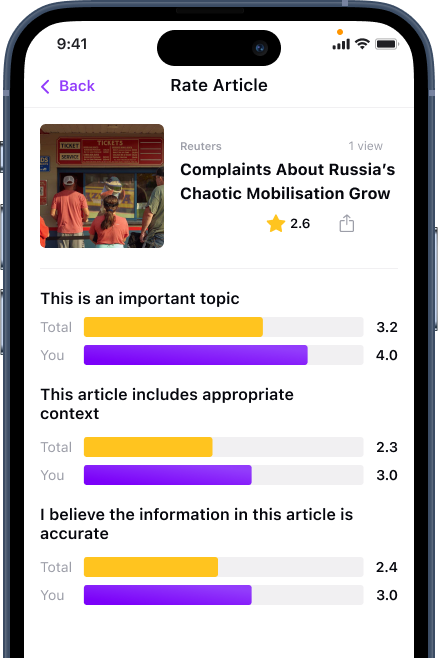 9:41
Back
Rate Article
TICKET
TICKETS
SERVICE
Reuters
1 view
Complaints About Russia’s
Chaotic Mobilisation Grow
2.6
This is an important topic
Total 3.2
You 4.0
This article includes appropriate
context
Total 2.3
You 3.0
I believe the information in this article is
accurate
Total 2.4
You 3.0